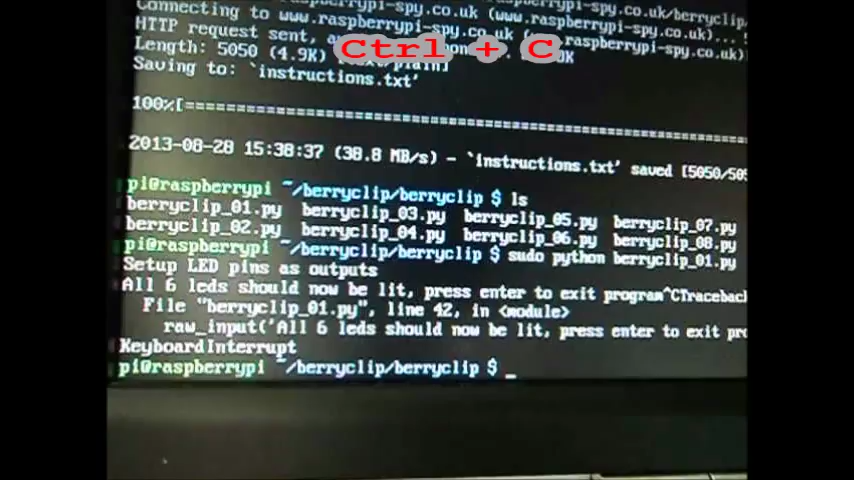 Connecting to www.raspberrypi-spy.co.uk (www.raspberrypi-spy.co.uk)...
HTTP request sent,
Ctrl + C
Length: 5050 (4.9K) [text/plain]
Saving to: `instructions.txt'
100%[========================================
2013-08-28 15:38:37 (38.8 MB/s) - `instructions.txt' saved [5050/505
pi@raspberrypi ~/berryclip/berryclip $ ls
berryclip_01.py berryclip_03.py berryclip_05.py berryclip_07.py
berryclip_02.py berryclip_04.py berryclip_06.py berryclip_08.py
pi@raspberrypi ~/berryclip/berryclip $ sudo python berryclip_01.py
Setup LED pins as outputs
All 6 leds should now be lit, press enter to exit program^CTraceback
File "berryclip_01.py", line 42, in <module>
raw_input('All 6 leds should now be lit, press enter to exit pro
KeyboardInterrupt
pi@raspberrypi ~/berryclip/berryclip $ _